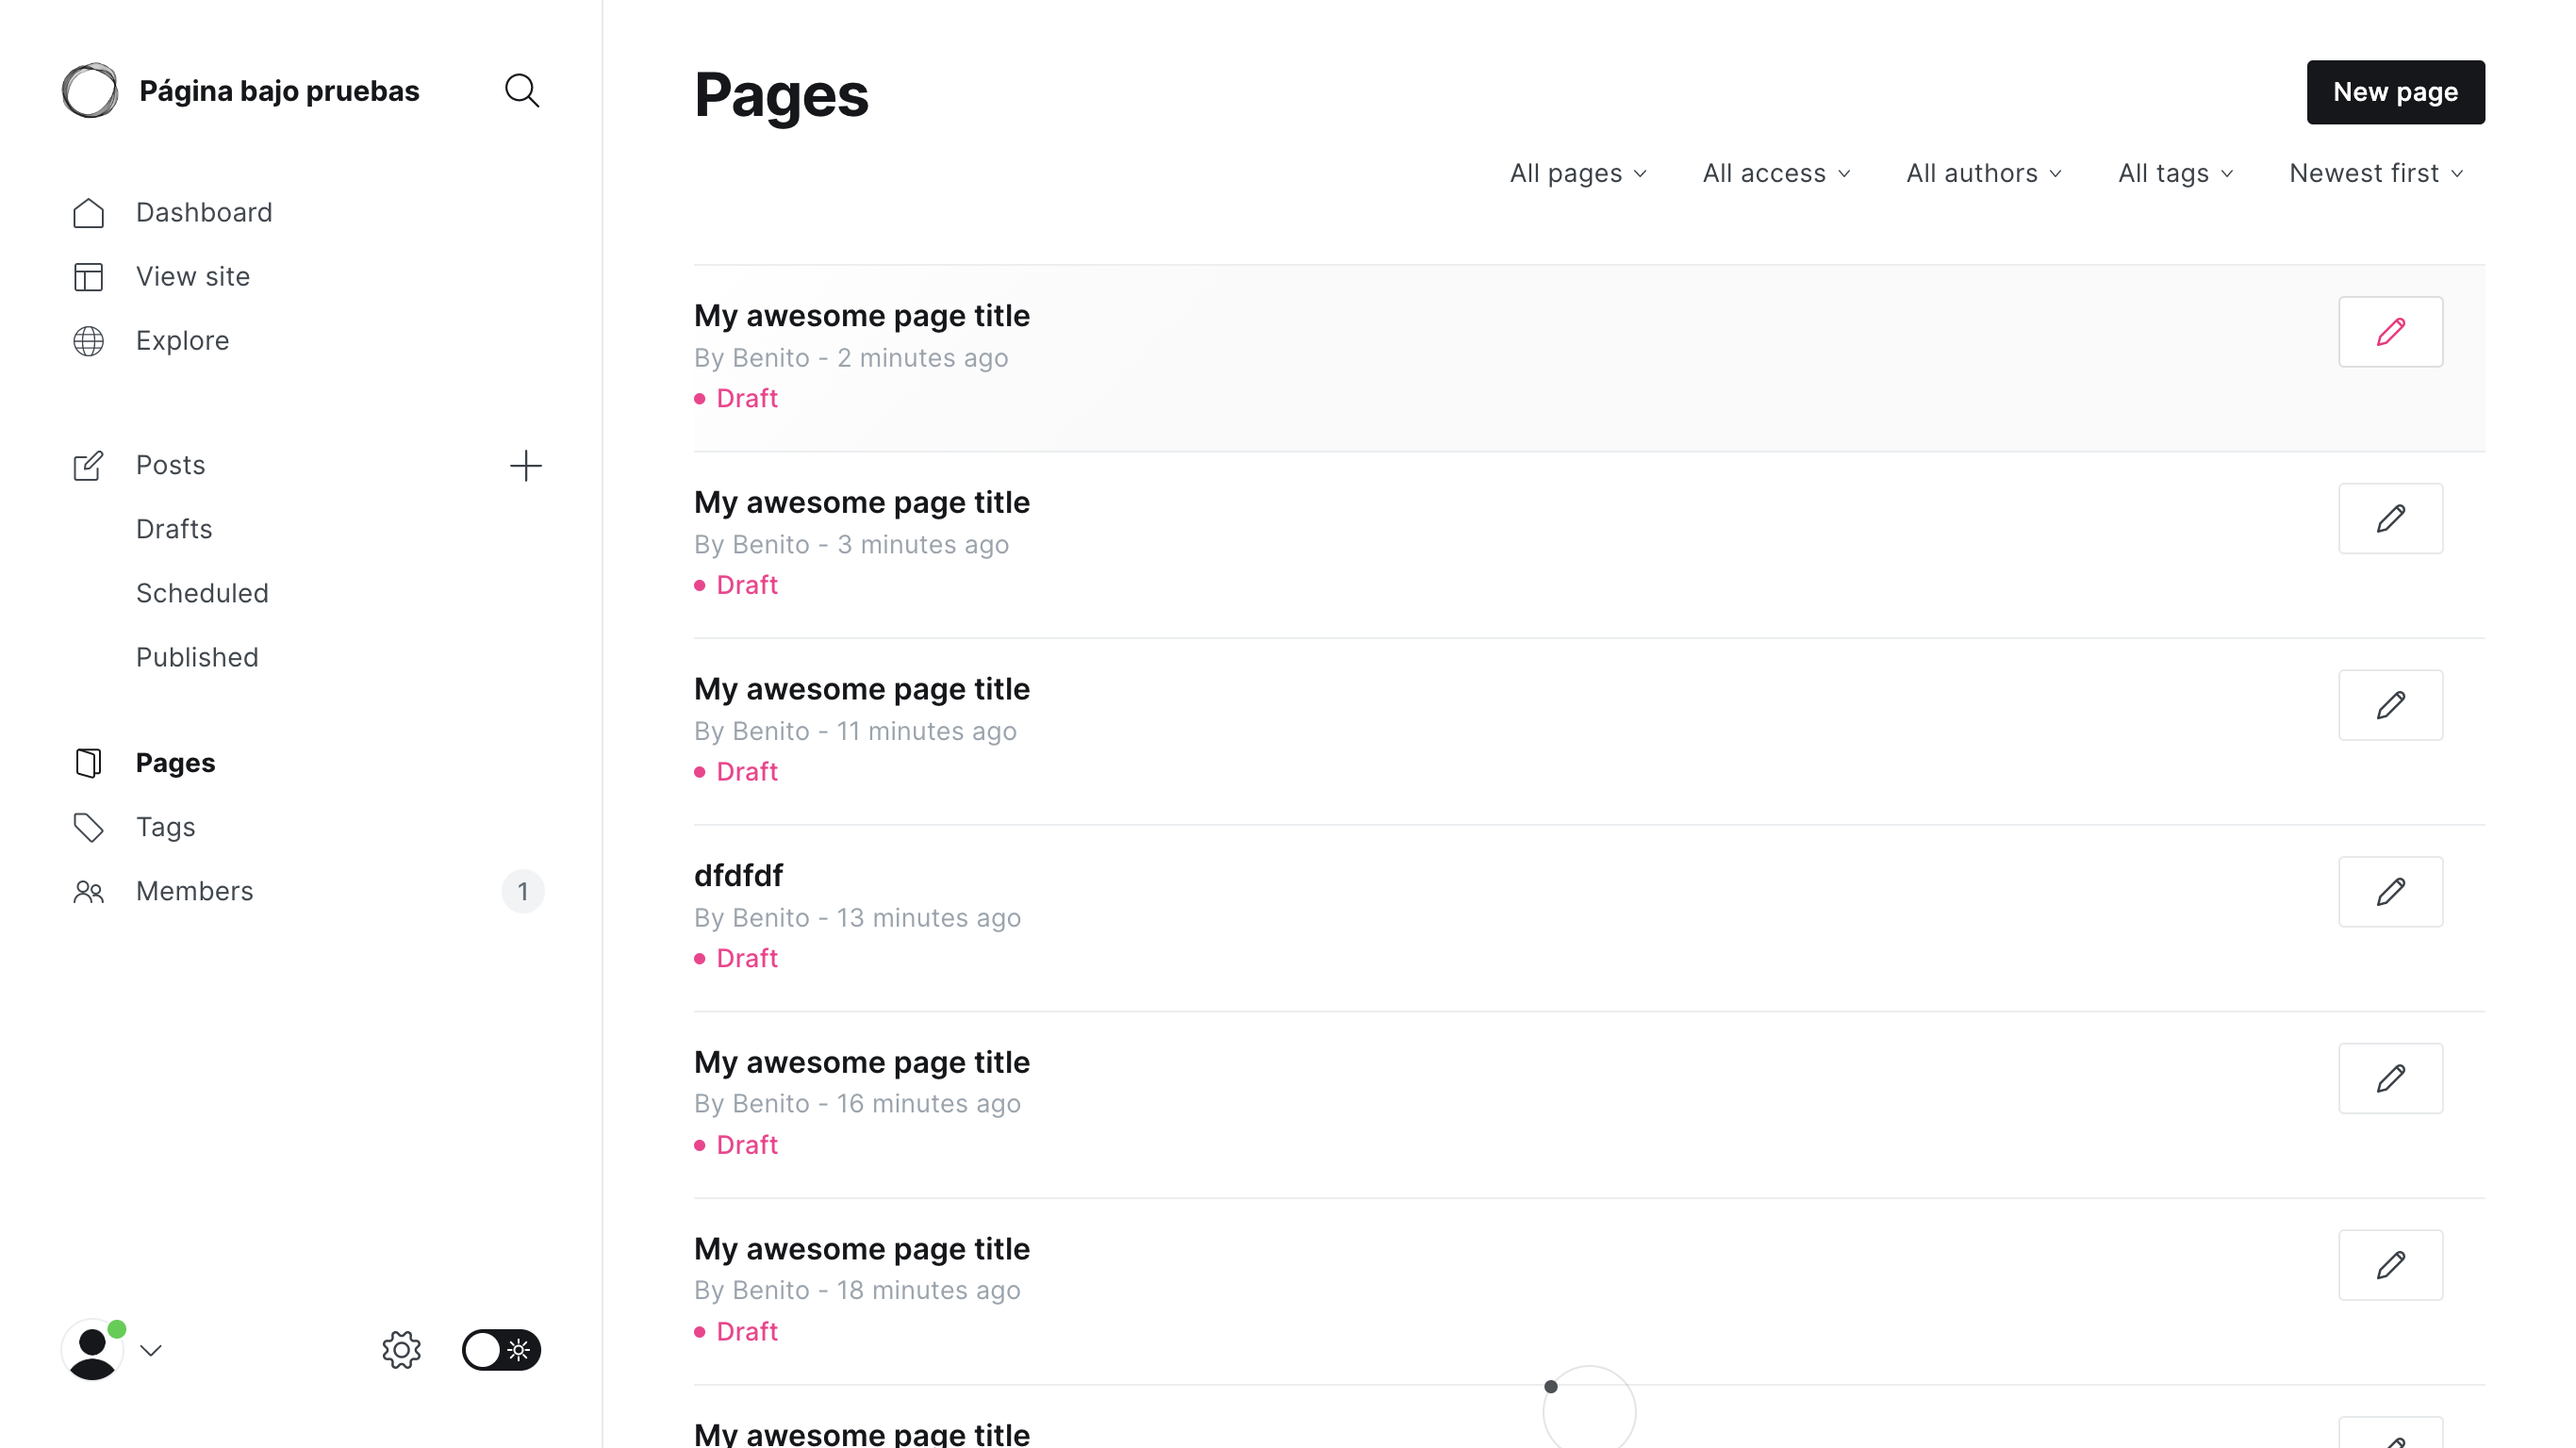 Página bajo pruebas
Dashboard
View site
Explore
Posts
Drafts
Scheduled
Published
Pages
Tags
Members
1
Pages
New page
All pages
All access
All authors
All tags
Newest first
My awesome page title
By Benito - 2 minutes ago
Draft
My awesome page title
By Benito - 3 minutes ago
Draft
My awesome page title
By Benito - 11 minutes ago
Draft
dfdfdf
By Benito - 13 minutes ago
Draft
My awesome page title
By Benito - 16 minutes ago
Draft
My awesome page title
By Benito - 18 minutes ago
Draft
My awesome page title